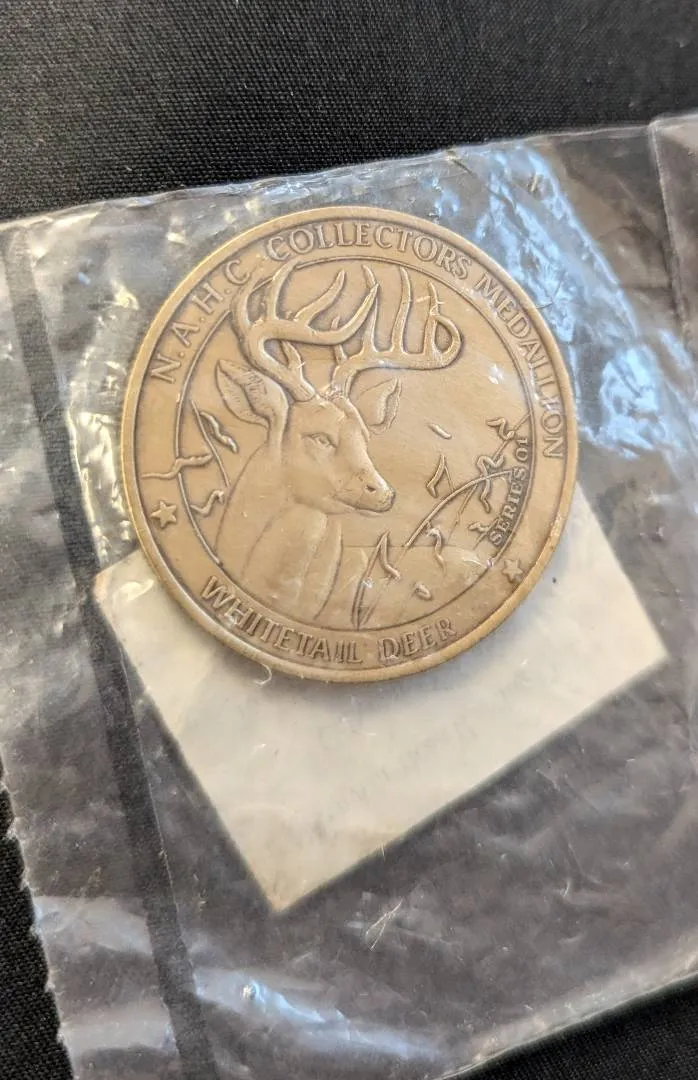 N.A.H.C COLLECTORS MEDALLION
SERIES 01
WHITETAIL DEER